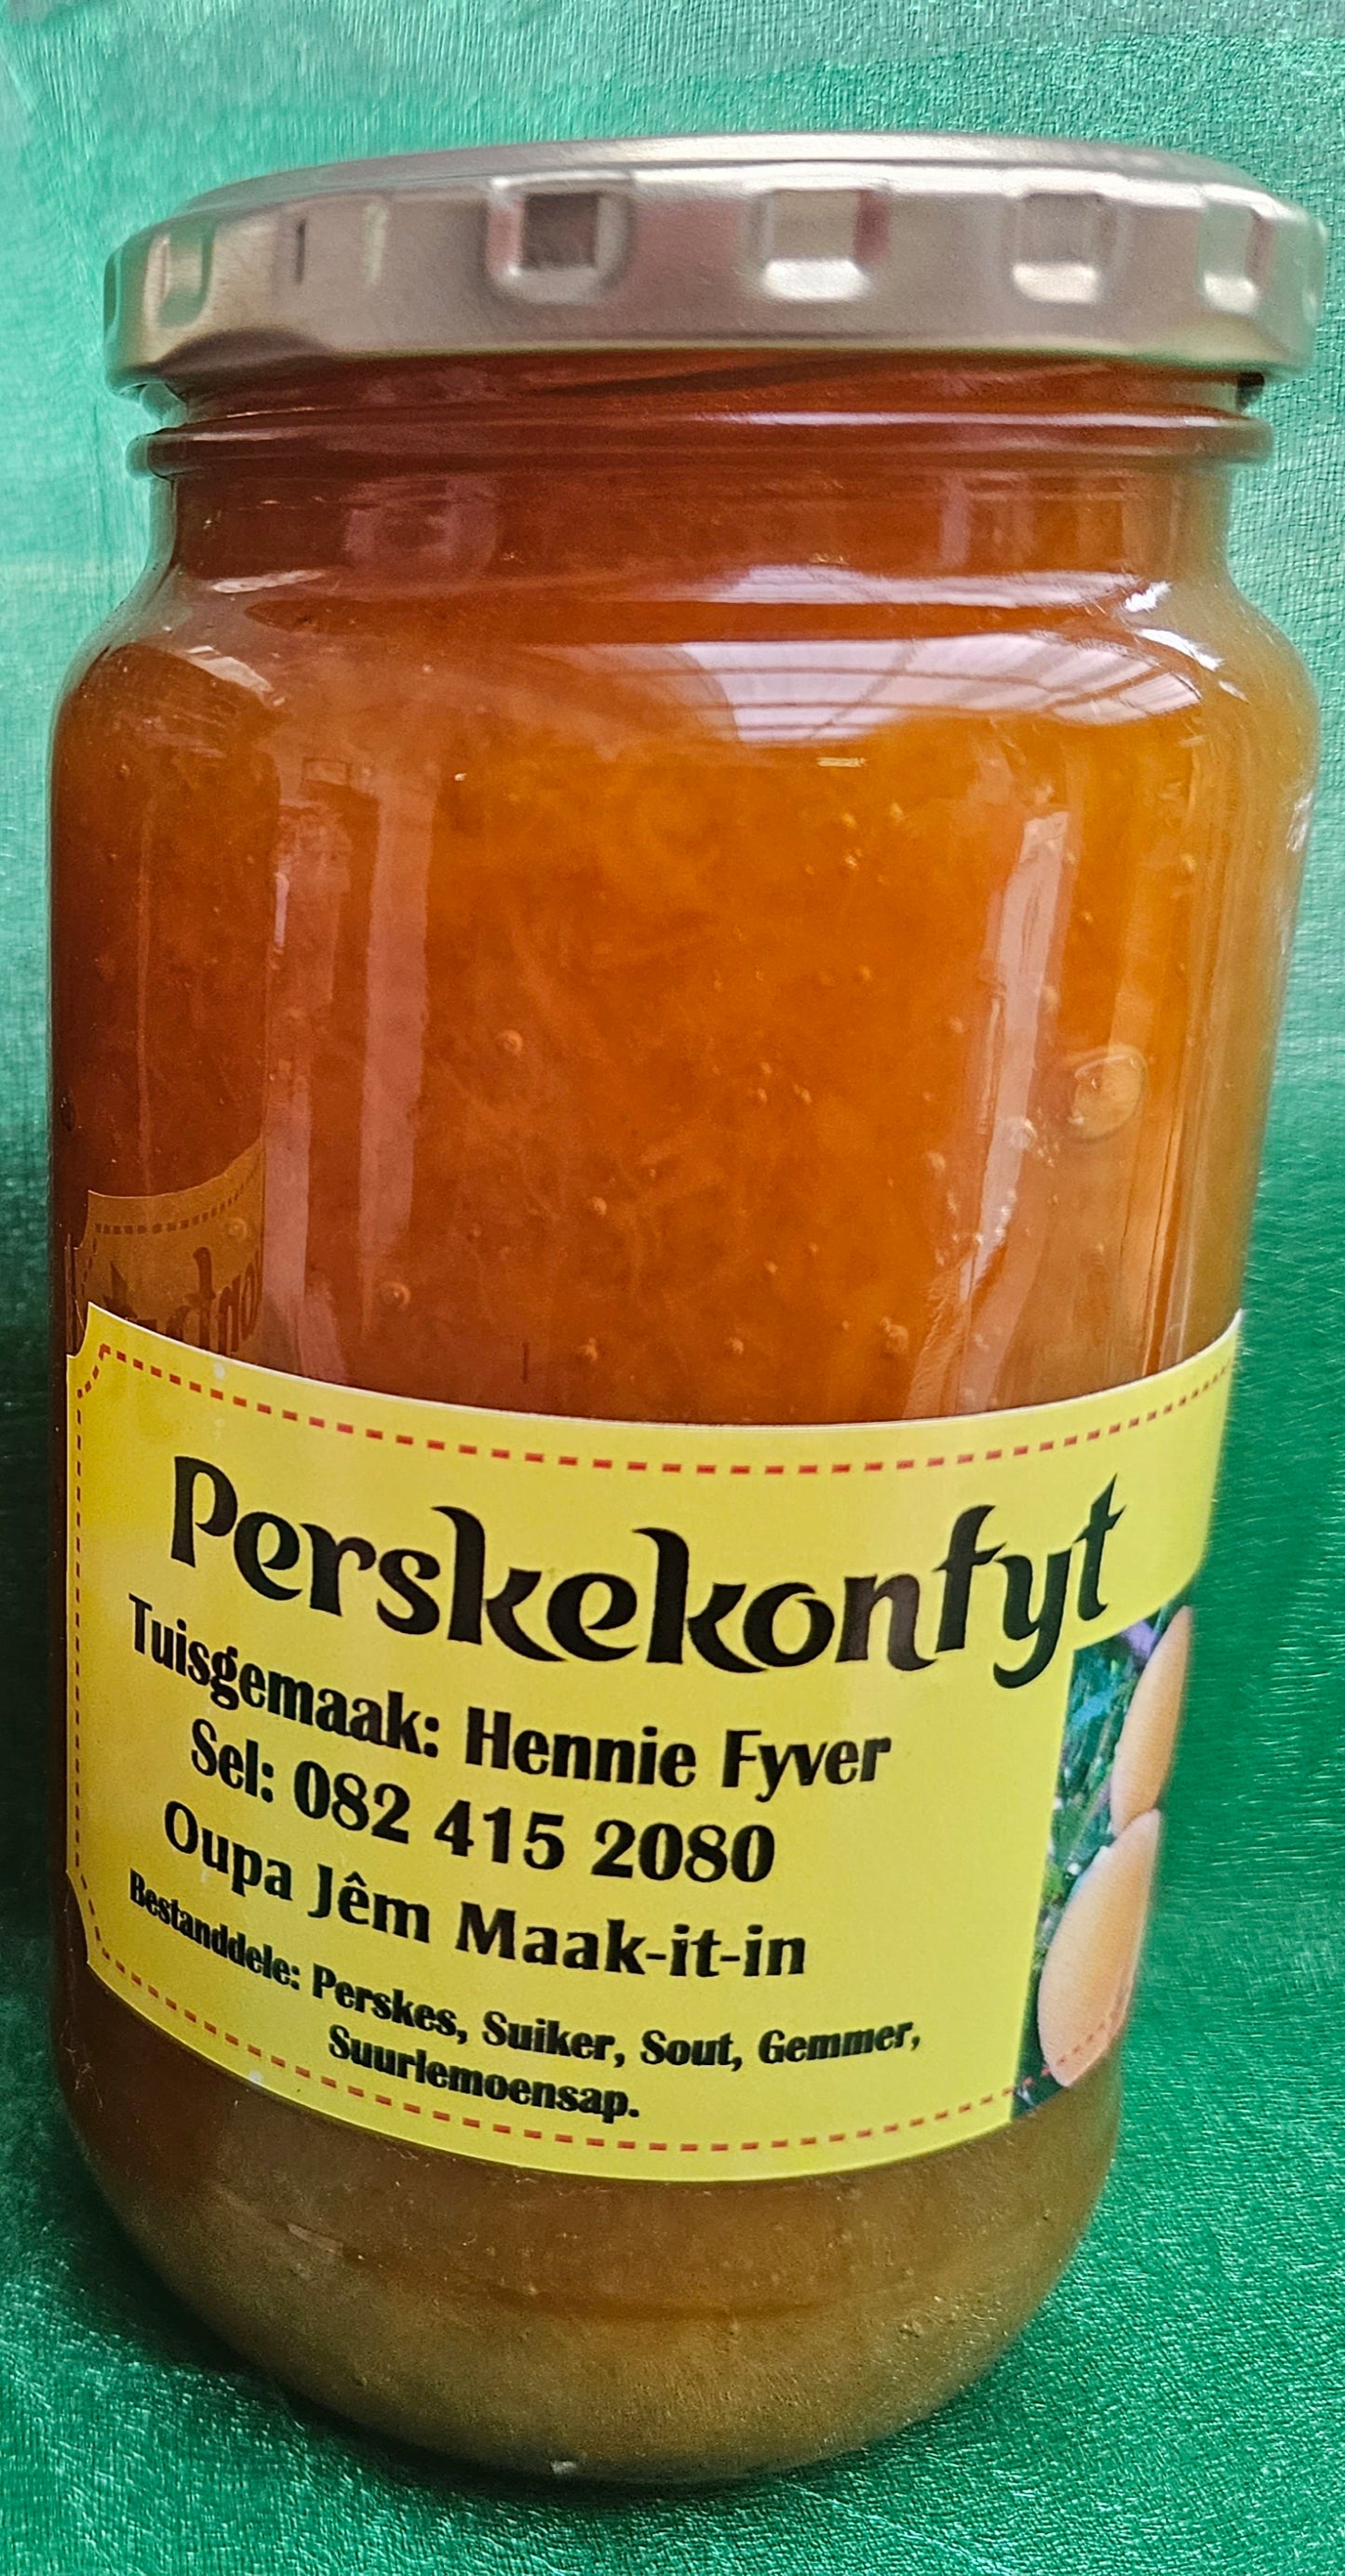 Perskekonfyt
Tuisgemaak: Hennie Fyver
Sel: 082 415 2080
Oupa Jêm Maak-it-in
Bestanddele: Perskes, Suiker, Sout, Gemmer,
Suurlemoensap.